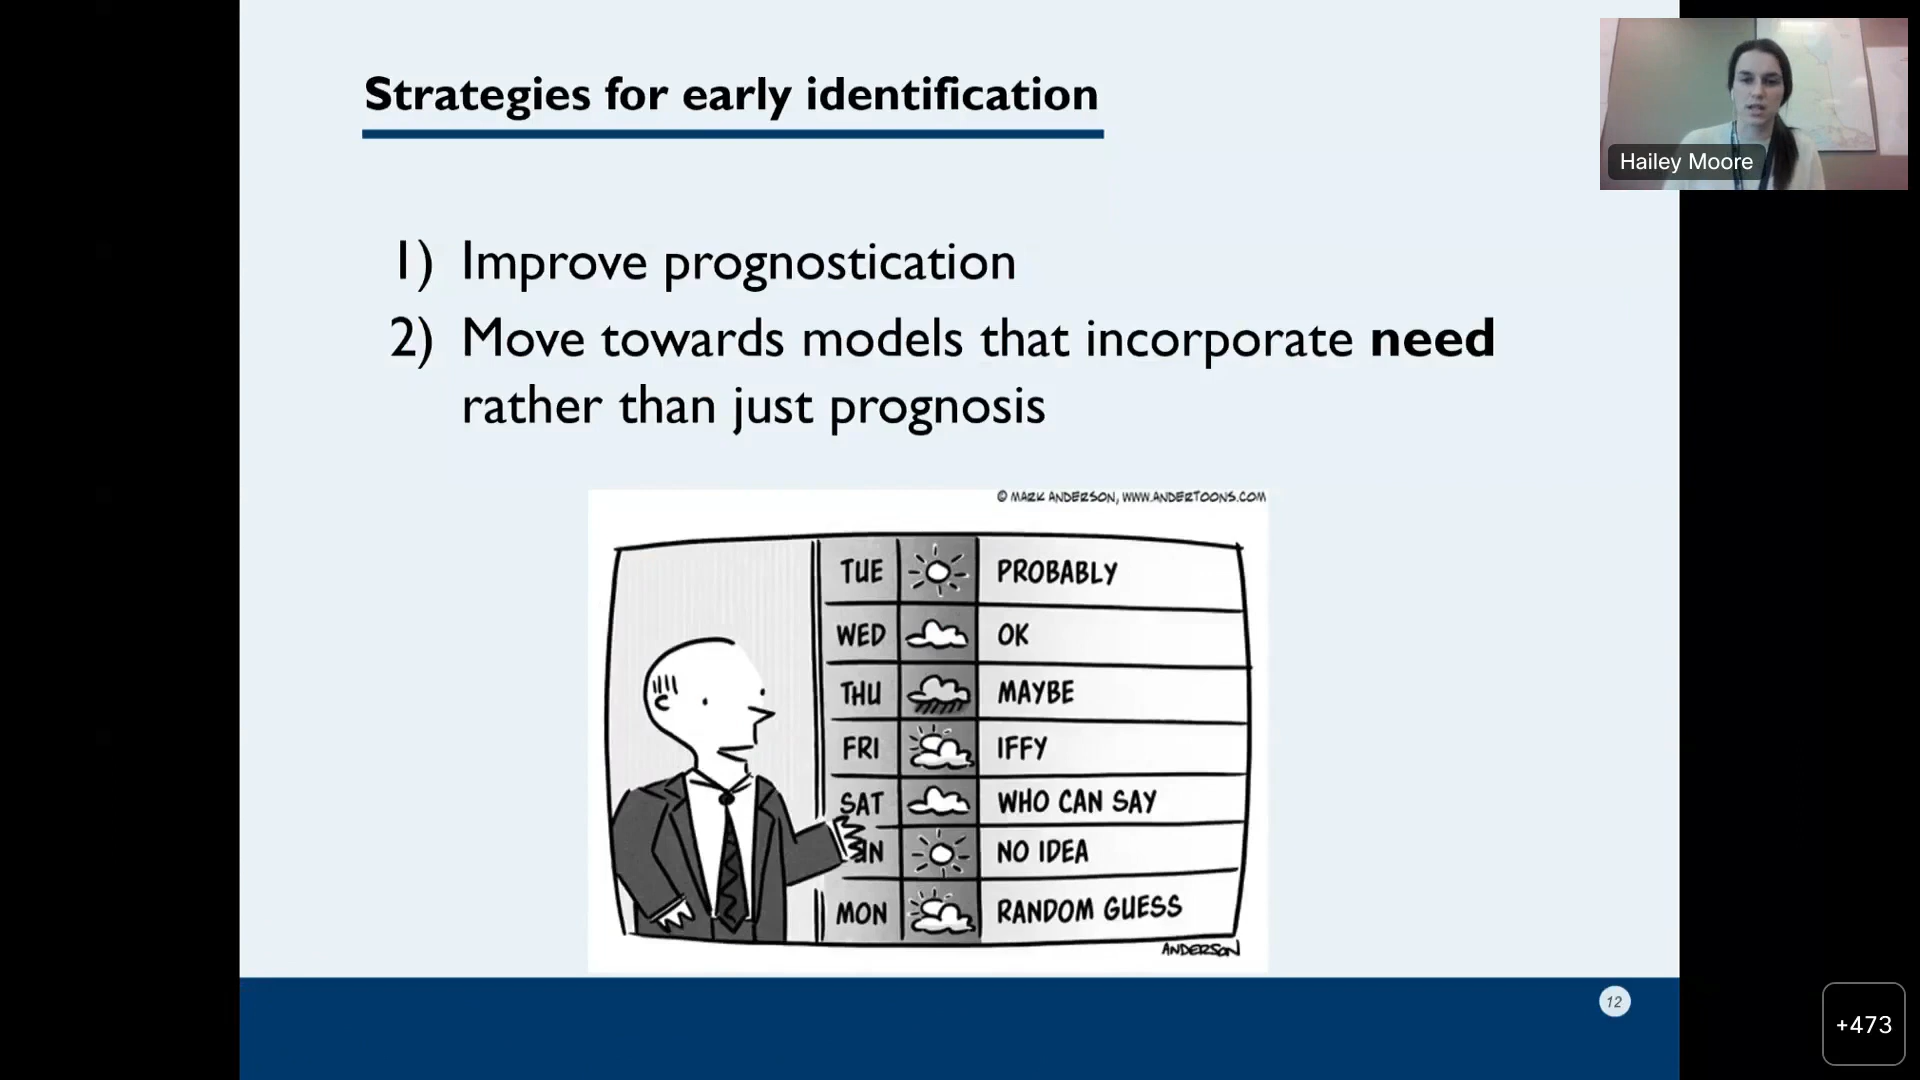 Strategies for early identification
Hailey Moore
1) Improve prognostication
2) Move towards models that incorporate need
rather than just prognosis
© MARK ANDERSON, WWW.ANDERTOONS.COM
TUE PROBABLY
WED OK
THU MAYBE
FRI IFFY
SAT WHO CAN SAY
UN NO IDEA
MON RANDOM GUESS
ANDERSON
12
+473